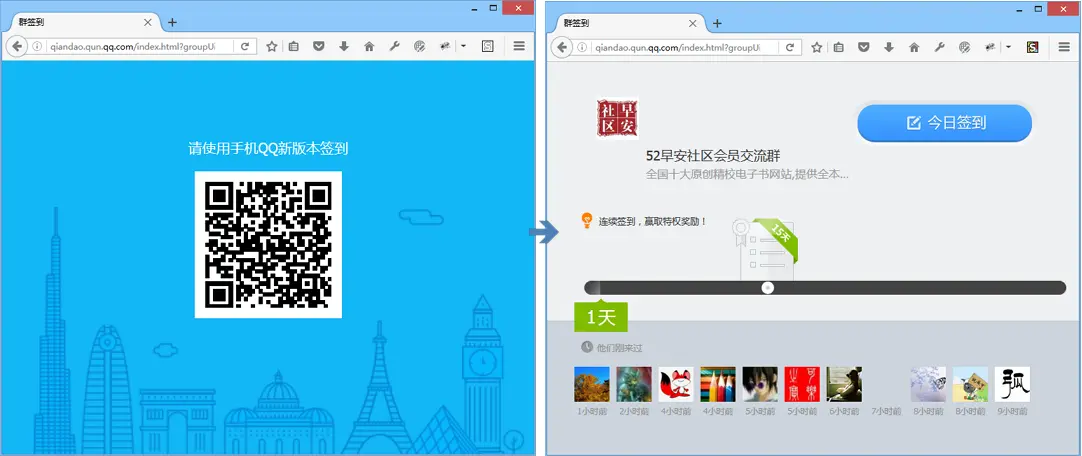 群签到
qiandao.qun.qq.com/index.html?groupUi
请使用手机QQ新版本签到
群签到
qiandao.qun.qq.com/index.html?groupUi
早安社区
今日签到
52早安社区会员交流群
全国十大原创精校电子书网站,提供全本...
连续签到，赢取特权奖励！
15天
1天
他们刚来过
1小时前 2小时前 4小时前 4小时前 5小时前 5小时前 6小时前 7小时前 8小时前 8小时前 9小时前